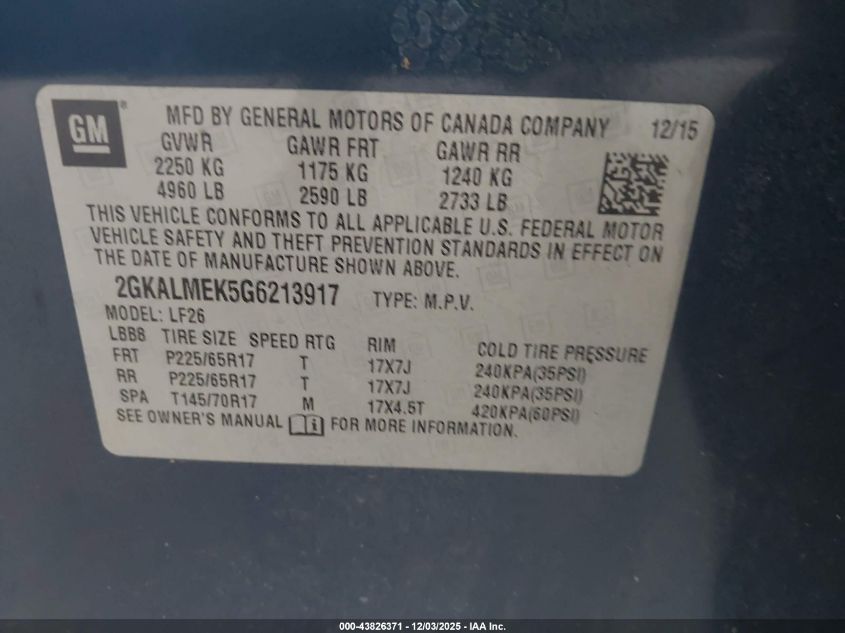 GM ®
MFD BY GENERAL MOTORS OF CANADA COMPANY 12/15
GVWR GAWR FRT GAWR RR
2250 KG 1175 KG 1240 KG
4960 LB 2590 LB 2733 LB
THIS VEHICLE CONFORMS TO ALL APPLICABLE U.S. FEDERAL MOTOR
VEHICLE SAFETY AND THEFT PREVENTION STANDARDS IN EFFECT ON
THE DATE OF MANUFACTURE SHOWN ABOVE.
2GKALMEK5G6213917 TYPE: M.P.V.
MODEL: LF26
LBB8 TIRE SIZE SPEED RTG RIM COLD TIRE PRESSURE
FRT P225/65R17 T 17X7J 240KPA(35PSI)
RR P225/65R17 T 17X7J 240KPA(35PSI)
SPA T145/70R17 M 17X4.5T 420KPA(60PSI)
SEE OWNER'S MANUAL i FOR MORE INFORMATION.
000-43826371 - 12/03/2025 - IAA Inc.